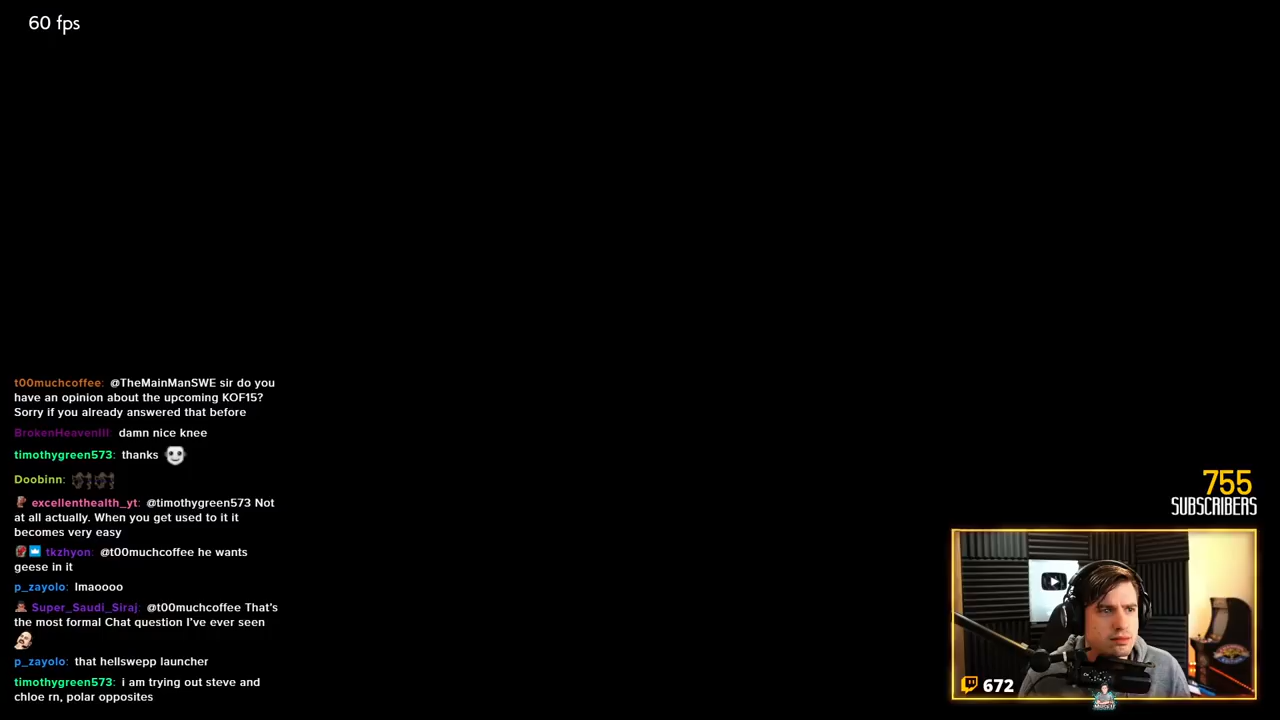 60 fps
t00muchcoffee: @TheMainManSWE sir do you
have an opinion about the upcoming KOF15?
Sorry if you already answered that before
BrokenHeavenIII: damn nice knee
timothygreen573: thanks
Doobinn:
excellenthealth_yt: @timothygreen573 Not
at all actually. When you get used to it it
becomes very easy
tkzhyon: @t00muchcoffee he wants
geese in it
p_zayolo: lmaoooo
Super_Saudi_Siraj: @t00muchcoffee That's
the most formal Chat question I've ever seen
p_zayolo: that hellswepp launcher
timothygreen573: i am trying out steve and
chloe rn, polar opposites
755
SUBSCRIBERS
672